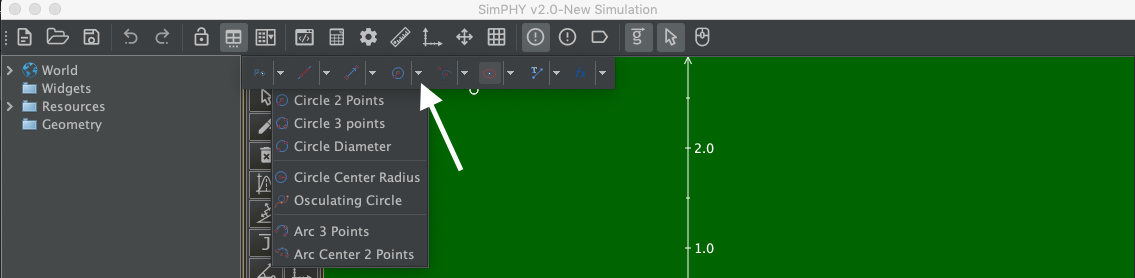 SimPHY v2.0-New Simulation
World
Widgets
Resources
Geometry
Circle 2 Points
Circle 3 points
Circle Diameter
Circle Center Radius
Osculating Circle
Arc 3 Points
Arc Center 2 Points
2.0
1.0